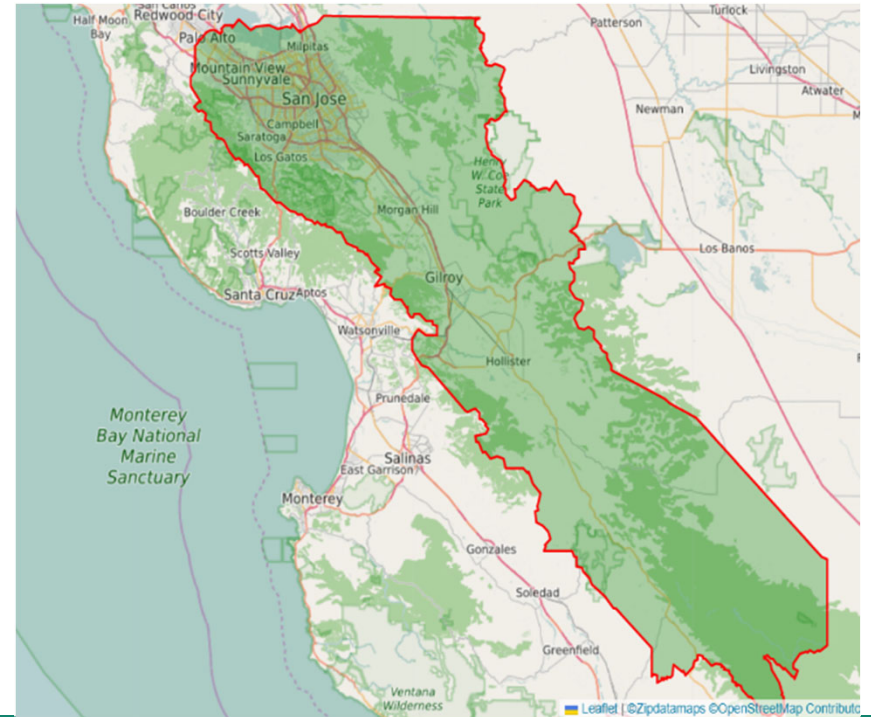 San Carlos
Redwood City
Half Moon
Bay
Palo Alto
Milpitas
Mountain View
Sunnyvale
San Jose
Campbell
Saratoga
Los Gatos
Patterson
Turlock
Livingston
Atwater
Newman
Henry
W. Co
State
Park
Boulder Creek
Morgan Hill
Scotts Valley
Los Banos
Gilroy
Santa Cruz
Aptos
Watsonville
Hollister
Prunedale
Monterey
Bay National
Marine
Sanctuary
Salinas
East Garrison
Monterey
Gonzales
Soledad
Greenfield
Ventana
Wilderness
Leaflet | ©Zipdatamaps ©OpenStreetMap Contributo